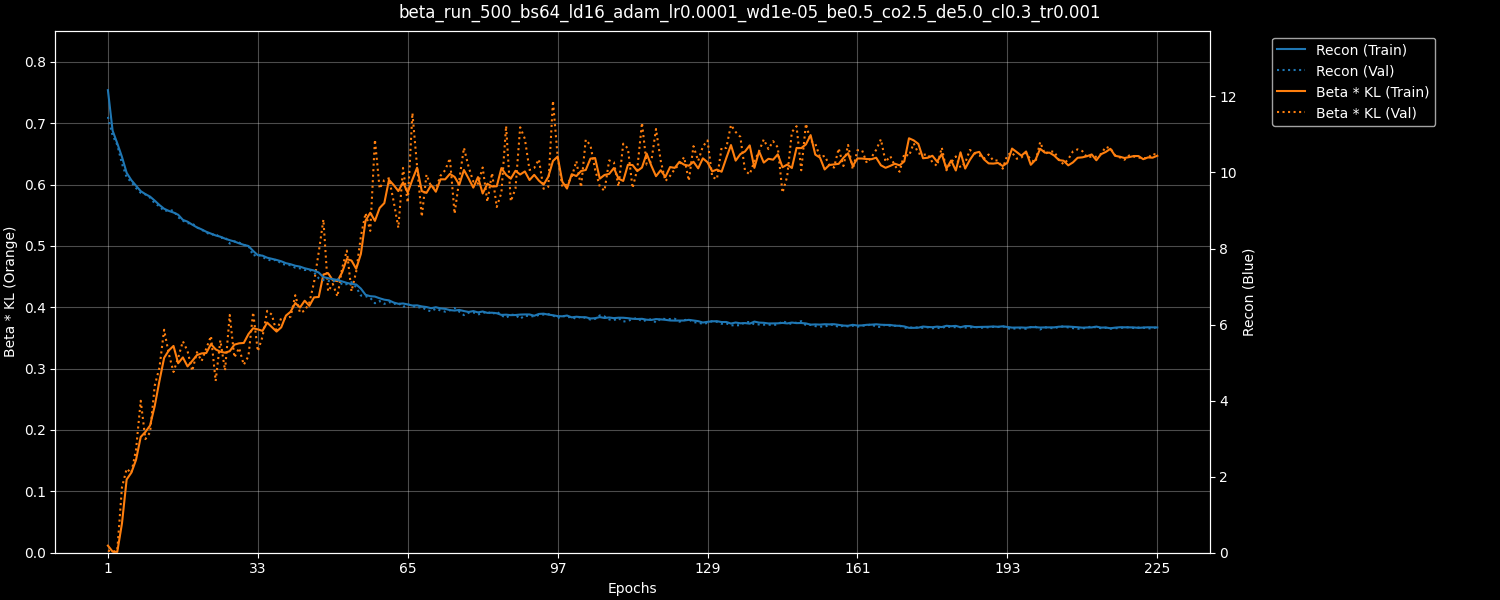 beta_run_500_bs64_ld16_adam_lr0.0001_wd1e-05_be0.5_co2.5_de5.0_cl0.3_tr0.001
Recon (Train)
Recon (Val)
Beta * KL (Train)
Beta * KL (Val)
Beta * KL (Orange)
0.8
0.7
0.6
0.5
0.4
0.3
0.2
0.1
0.0
12
10
8
6
4
2
0
Recon (Blue)
1 33 65 97 129 161 193 225
Epochs